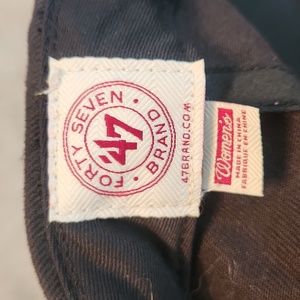 FORTY SEVEN
'47
BRAND
47BRAND.COM
Women's
MADE IN CHINA
FABRIQUÉ EN CHINE